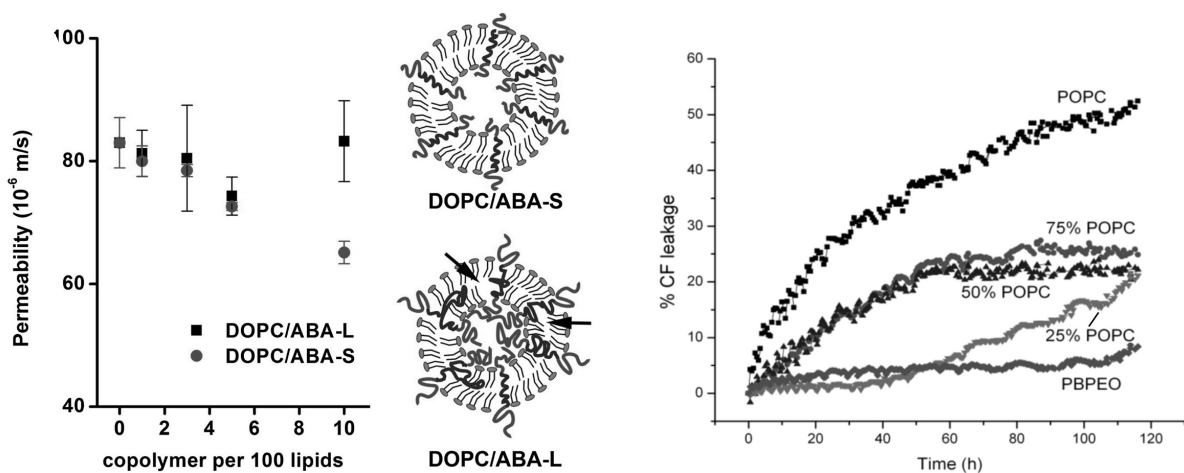 100
80
60
40
Permeability (10⁻⁶ m/s)
DOPC/ABA-L
DOPC/ABA-S
0 2 4 6 8 10
copolymer per 100 lipids
DOPC/ABA-S
DOPC/ABA-L
60
50
40
30
20
10
0
% CF leakage
POPC
75% POPC
50% POPC
25% POPC
PBPEO
0 20 40 60 80 100 120
Time (h)